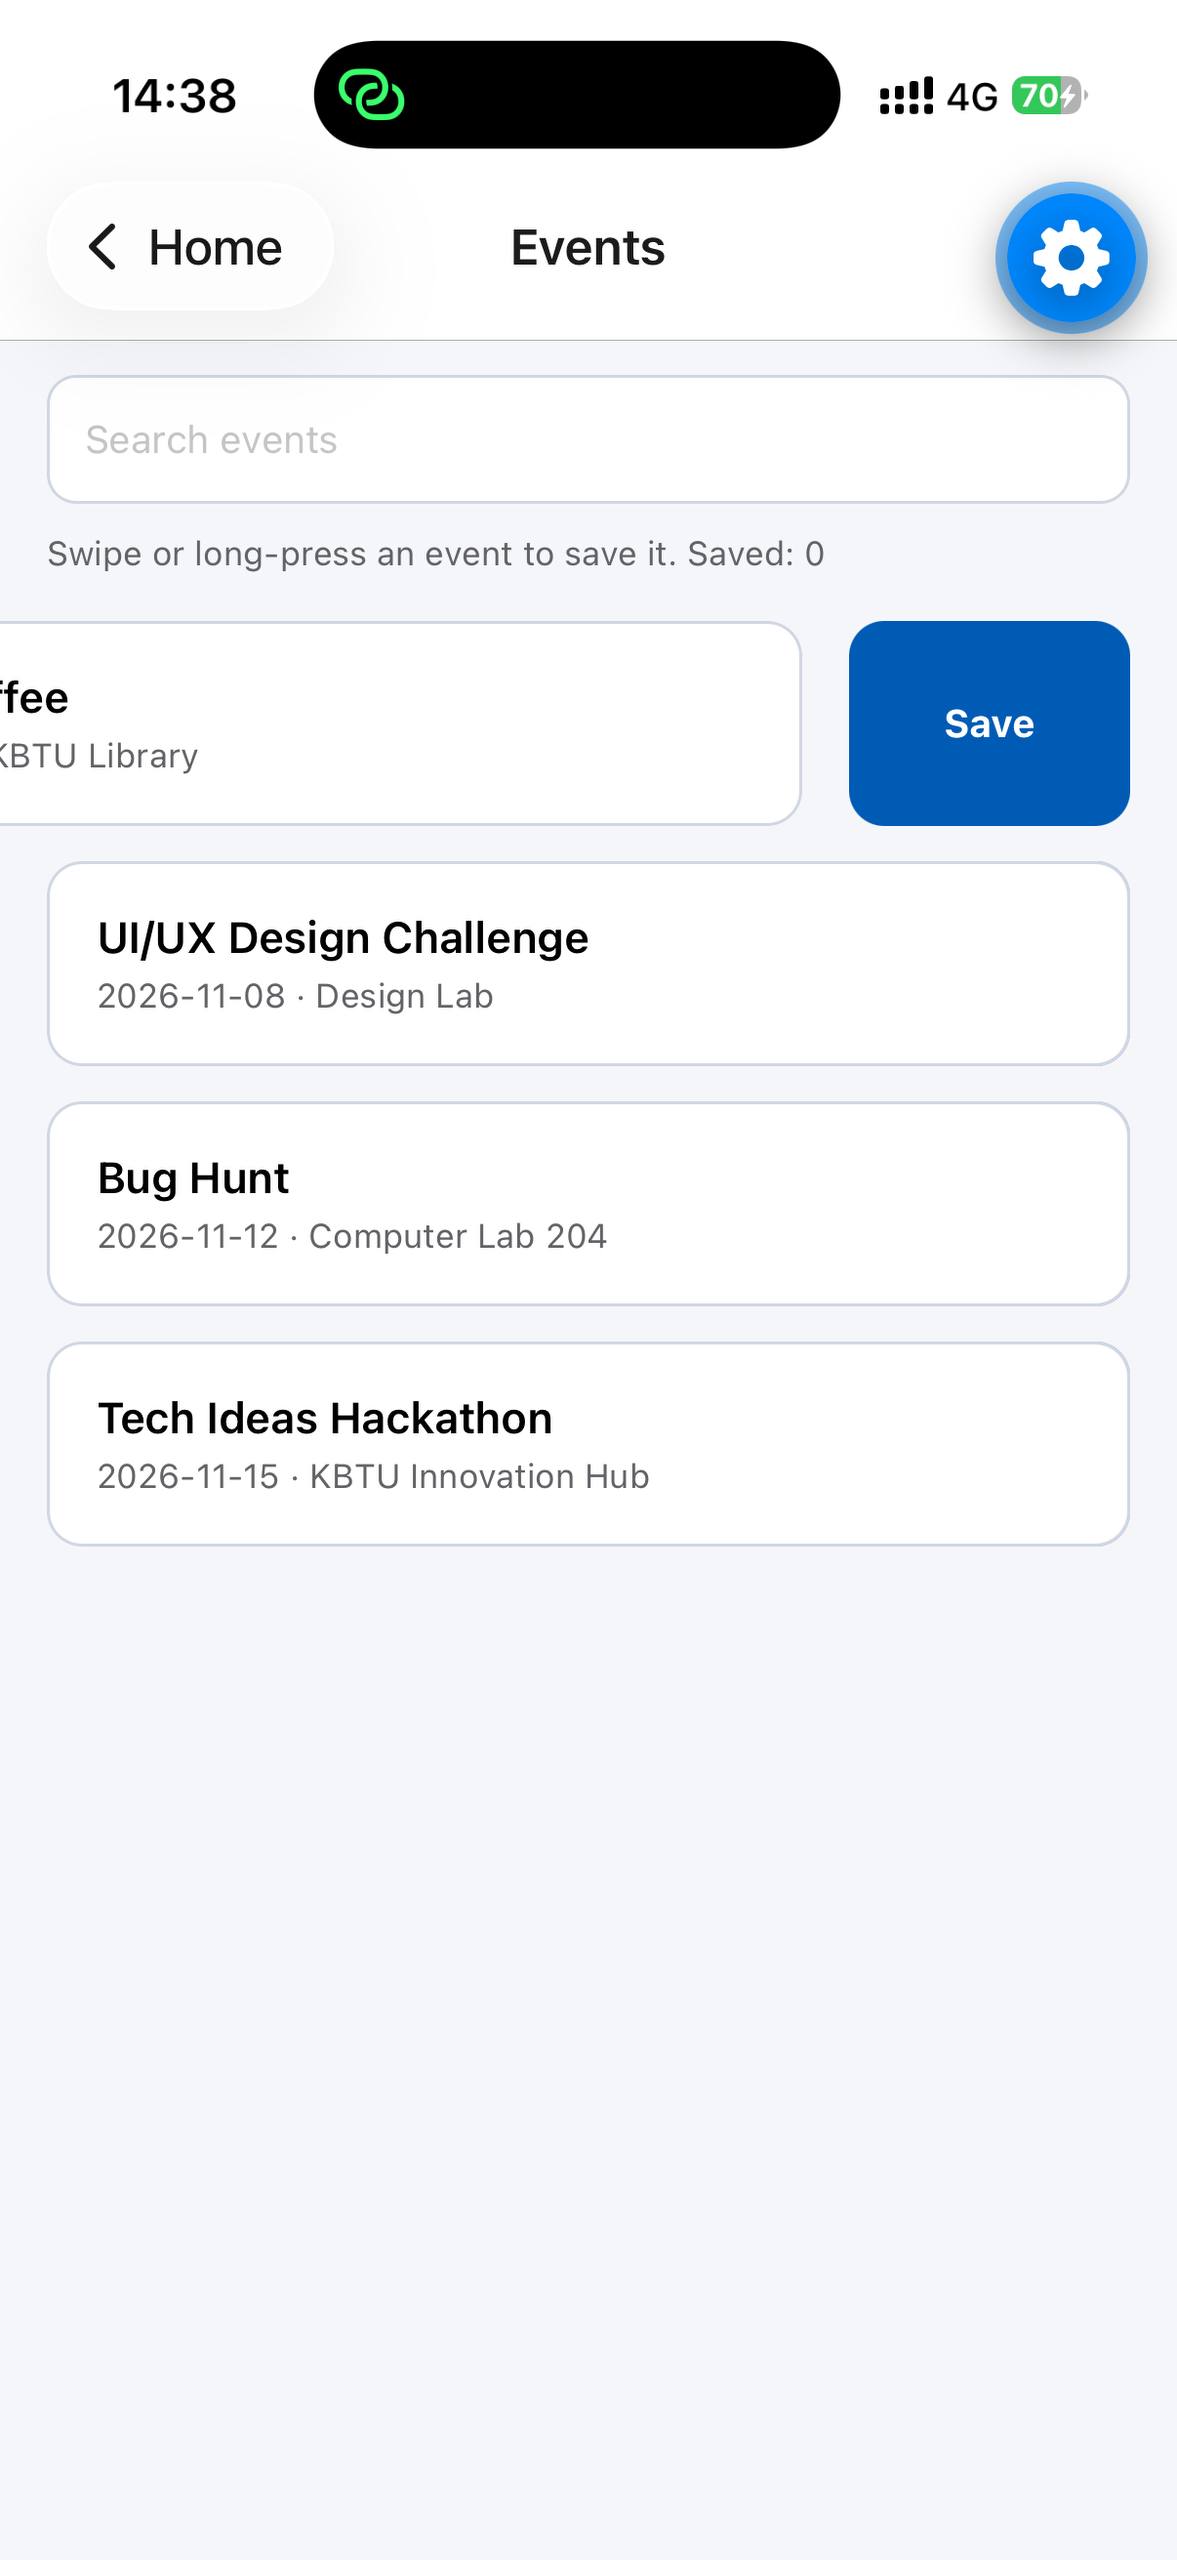 14:38
4G 70
Home
Events
Search events
Swipe or long-press an event to save it. Saved: 0
ffee
KBTU Library
Save
UI/UX Design Challenge
2026-11-08 · Design Lab
Bug Hunt
2026-11-12 · Computer Lab 204
Tech Ideas Hackathon
2026-11-15 · KBTU Innovation Hub